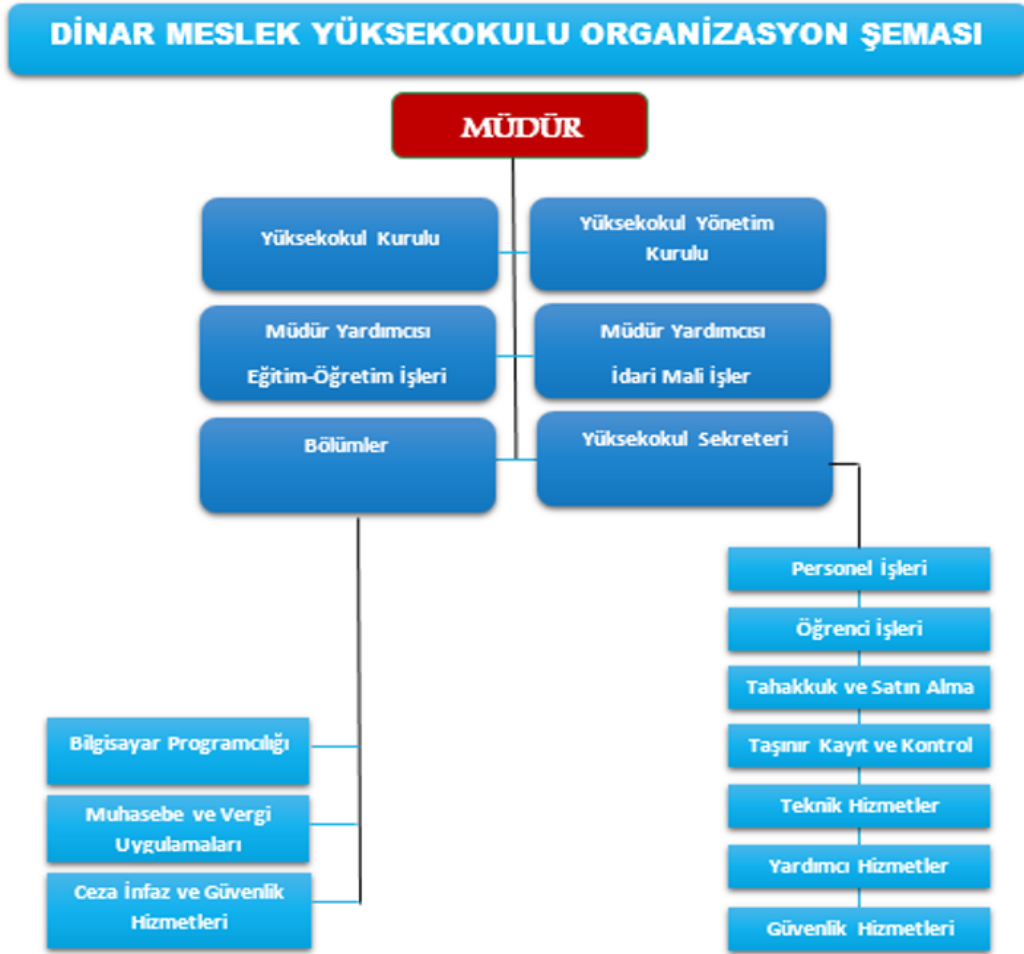 DİNAR MESLEK YÜKSEKOKULU ORGANİZASYON ŞEMASI
MÜDÜR
Yüksekokul Kurulu
Yüksekokul Yönetim
Kurulu
Müdür Yardımcısı
Eğitim-Öğretim İşleri
Müdür Yardımcısı
İdari Mali İşler
Bölümler
Yüksekokul Sekreteri
Bilgisayar Programcılığı
Muhasebe ve Vergi
Uygulamaları
Ceza İnfaz ve Güvenlik
Hizmetleri
Personel İşleri
Öğrenci İşleri
Tahakkuk ve Satın Alma
Taşınır Kayıt ve Kontrol
Teknik Hizmetler
Yardımcı Hizmetler
Güvenlik Hizmetleri